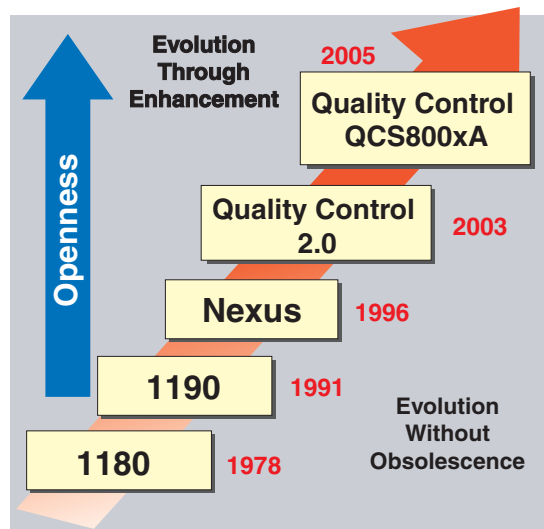 Evolution
Through
Enhancement
2005
Quality Control
QCS800xA
Openness
Quality Control
2.0
2003
Nexus
1996
1190
1991
Evolution
Without
Obsolescence
1180
1978